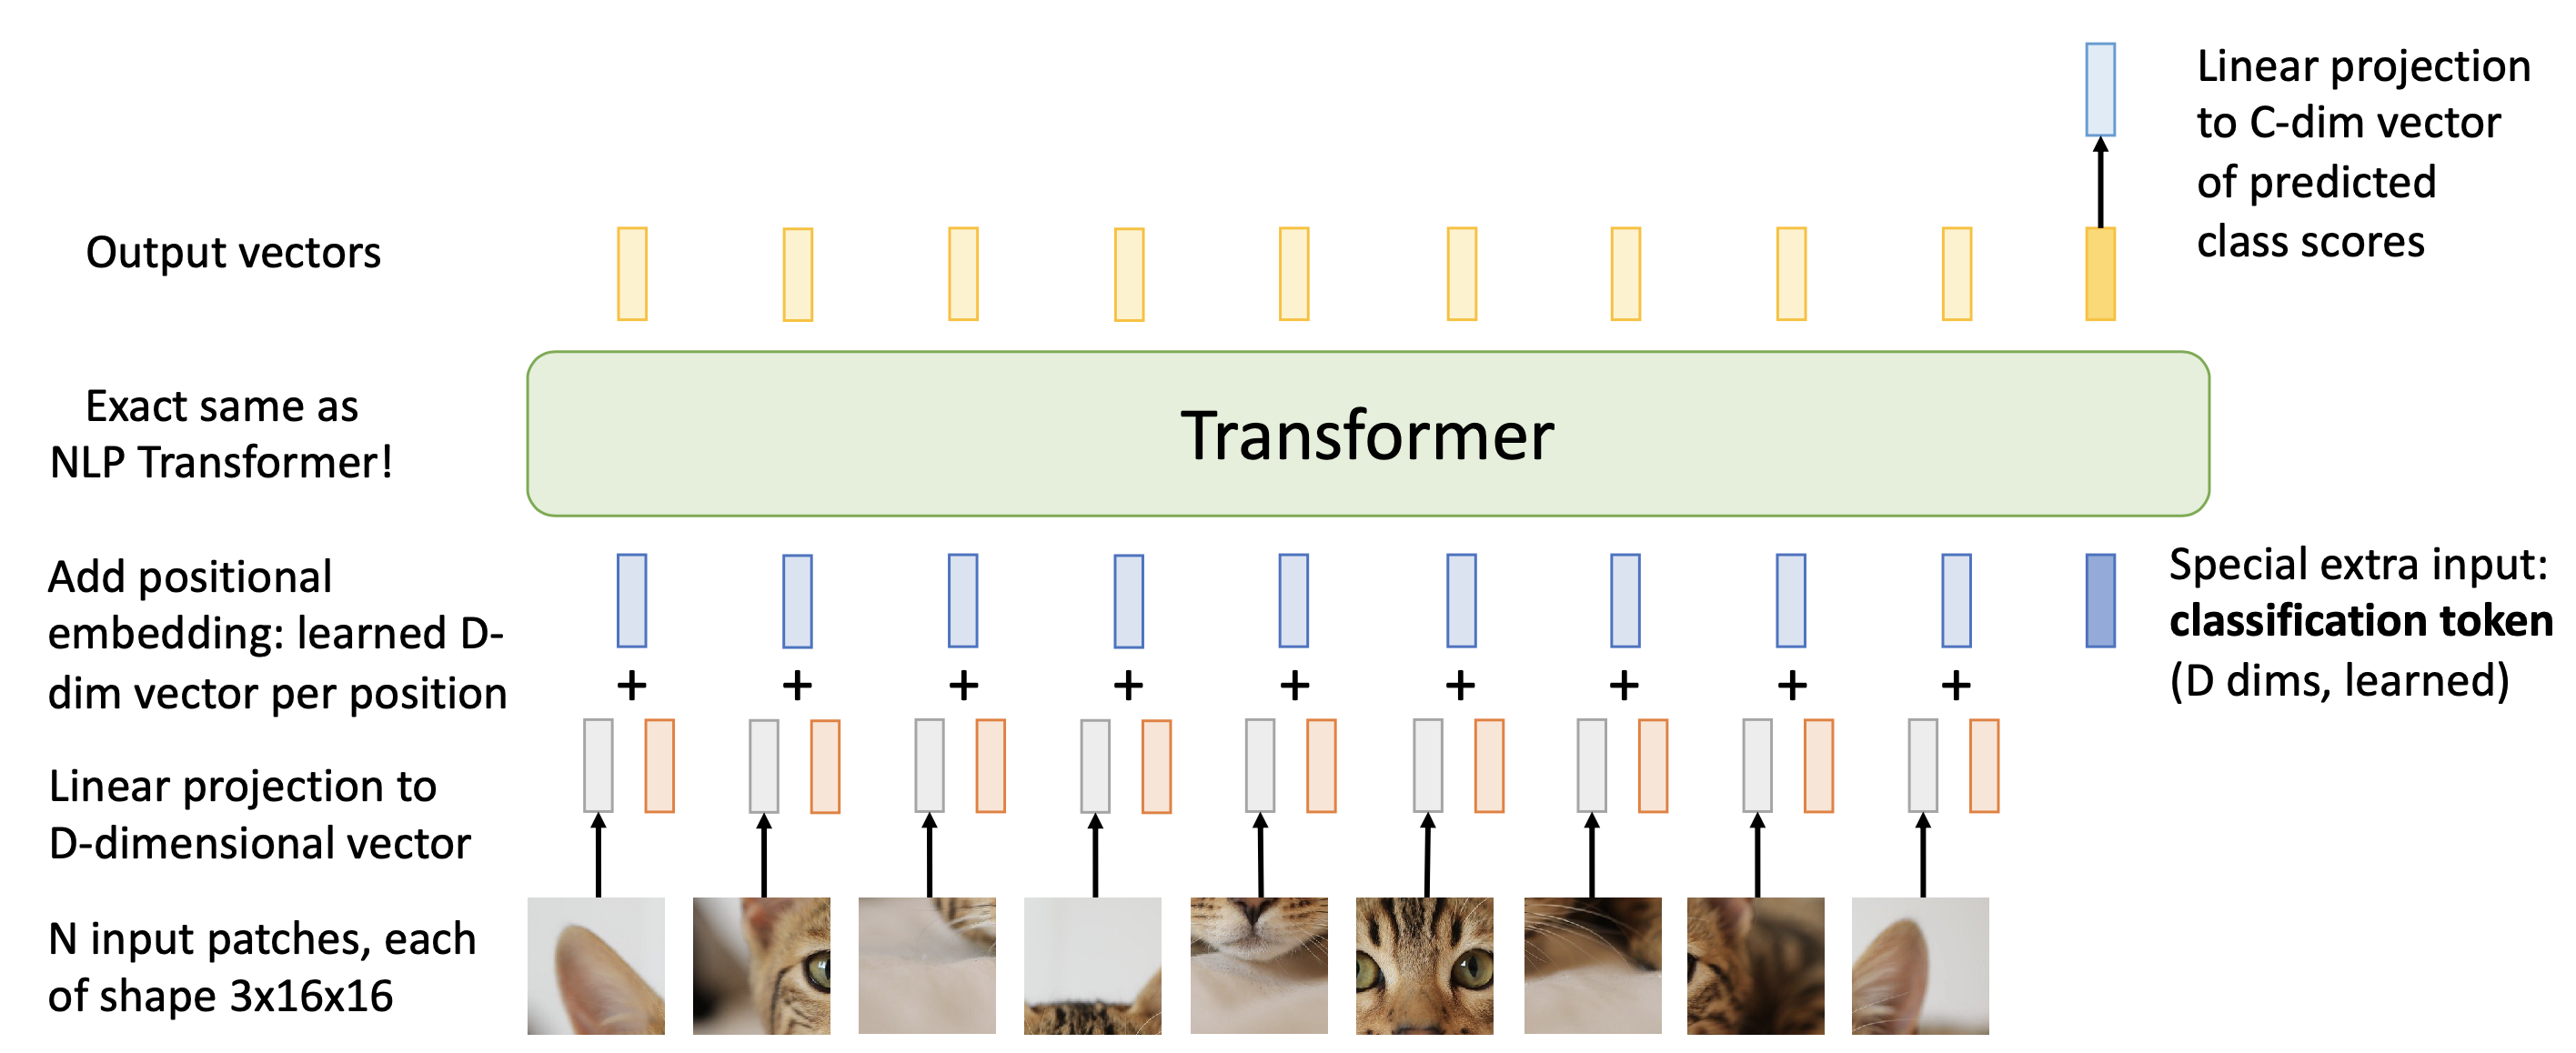 Linear projection
to C-dim vector
of predicted
class scores
Output vectors
Exact same as
NLP Transformer!
Transformer
Add positional
embedding: learned D-
dim vector per position
Special extra input:
classification token
(D dims, learned)
+ + + + + + + + +
Linear projection to
D-dimensional vector
N input patches, each
of shape 3x16x16